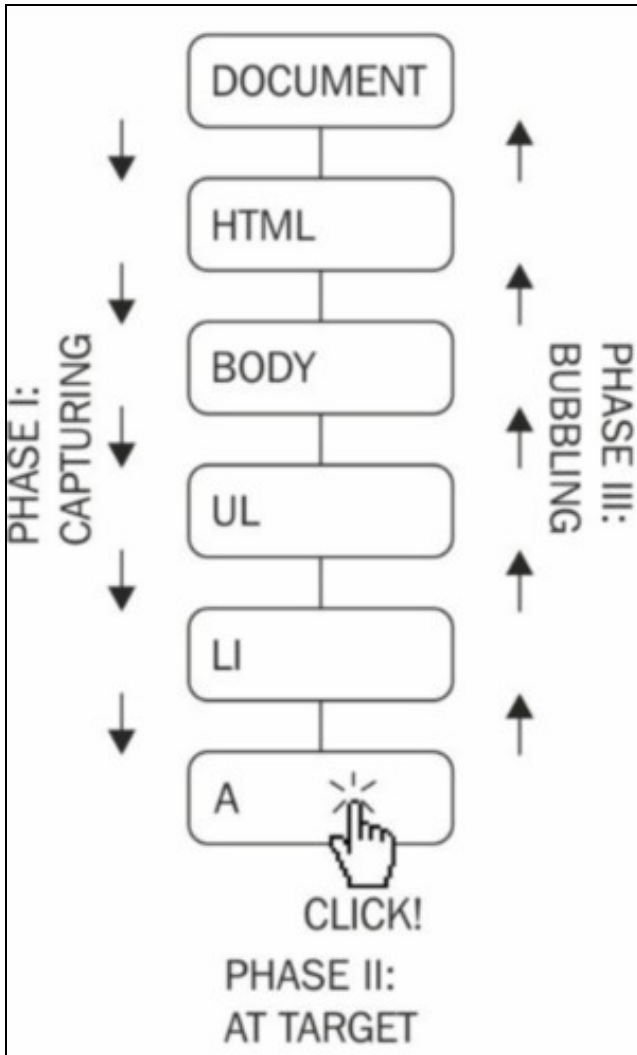 DOCUMENT
HTML
BODY
UL
LI
A
CLICK!
PHASE I:
CAPTURING
PHASE II:
AT TARGET
PHASE III:
BUBBLING